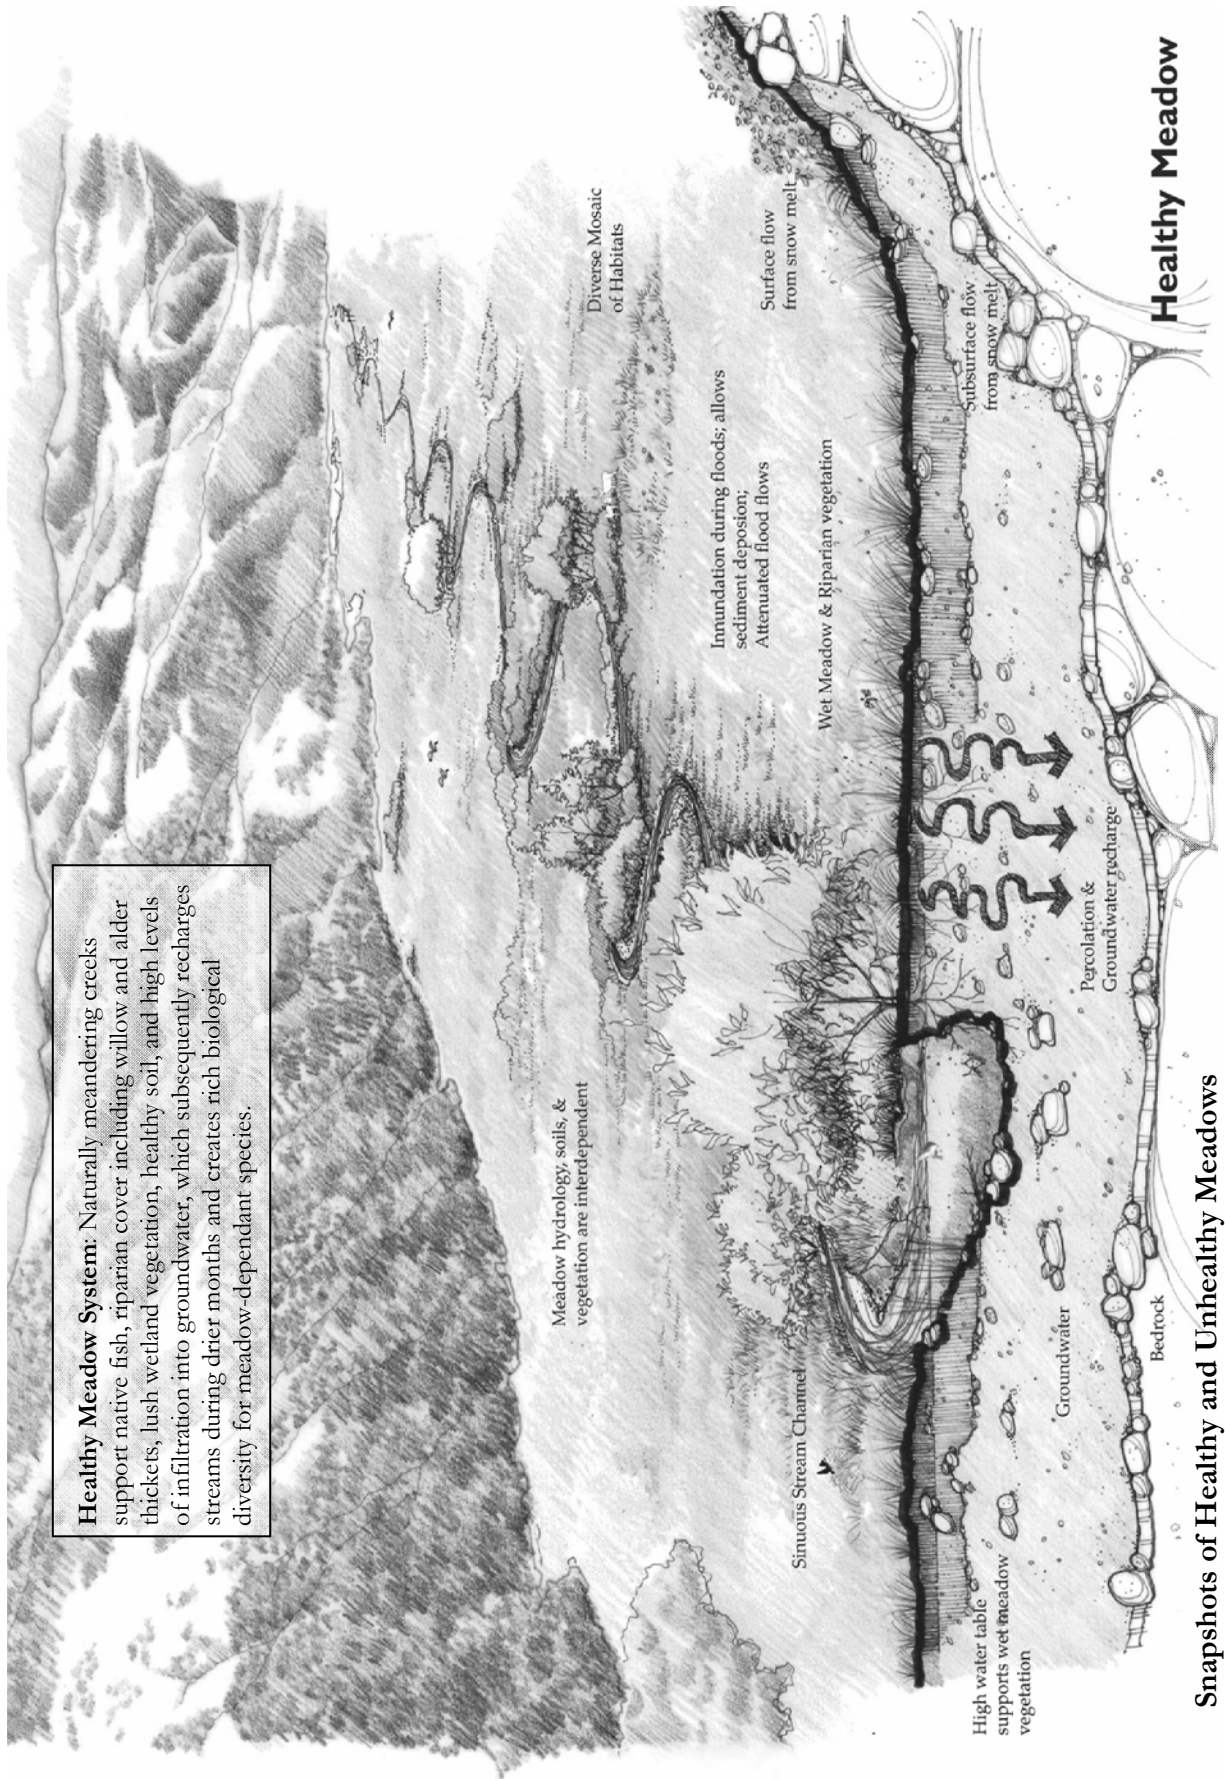 Healthy Meadow System: Naturally meandering creeks
support native fish, riparian cover including willow and alder
thickets, lush wetland vegetation, healthy soil, and high levels
of infiltration into groundwater, which subsequently recharges
streams during drier months and creates rich biological
diversity for meadow-dependant species.
Meadow hydrology, soils, &
vegetation are interdependent
Diverse Mosaic
of Habitats
Innundation during floods; allows
sediment deposion;
Attenuated flood flows
Surface flow
from snow melt
Sinuous Stream Channel
Wet Meadow & Riparian vegetation
High water table
supports wet meadow
vegetation
Groundwater
Percolation &
Groundwater recharge
Subsurface flow
from snow melt
Bedrock
Healthy Meadow
Snapshots of Healthy and Unhealthy Meadows